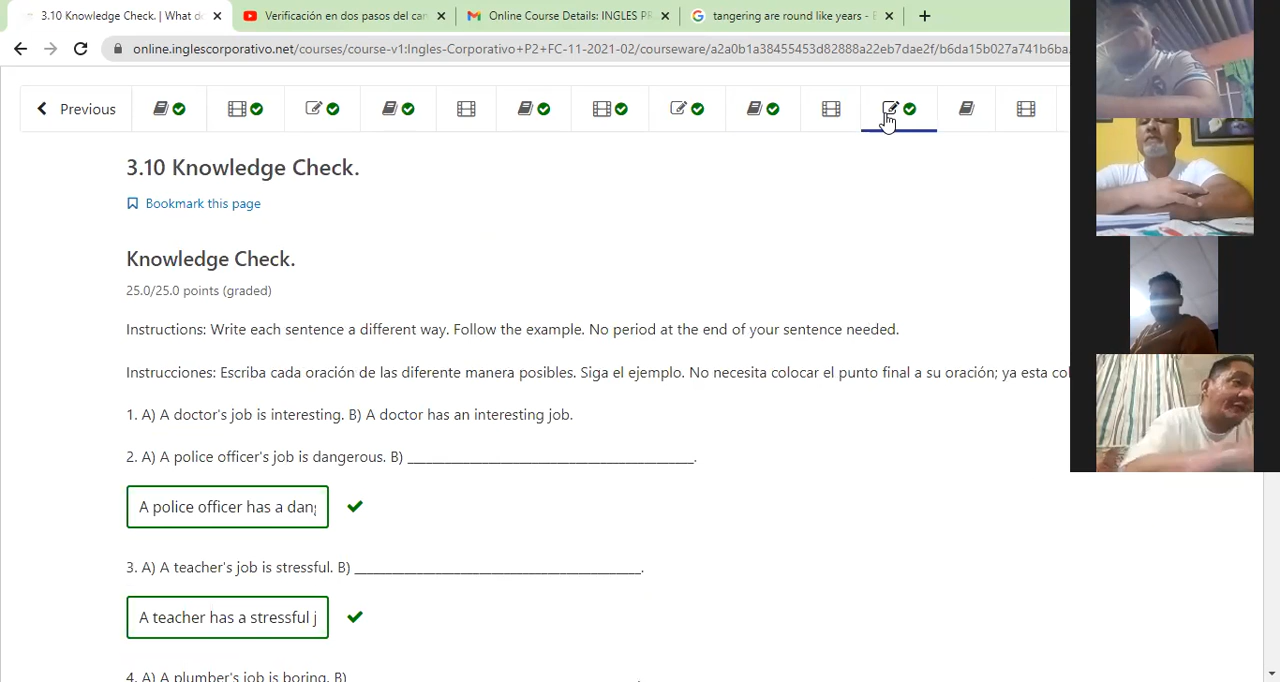 3.10 Knowledge Check. | What d
Verificación en dos pasos del car
Online Course Details: INGLES PR
tangering are round like years - B
online.inglescorporativo.net/courses/course-v1:Ingles-Corporativo+P2+FC-11-2021-02/courseware/a2a0b1a38455453d82888a22eb7dae2f/b6da15b027a741b6ba
Previous
3.10 Knowledge Check.
Bookmark this page
Knowledge Check.
25.0/25.0 points (graded)
Instructions: Write each sentence a different way. Follow the example. No period at the end of your sentence needed.
Instrucciones: Escriba cada oración de las diferente manera posibles. Siga el ejemplo. No necesita colocar el punto final a su oración; ya esta col
1. A) A doctor's job is interesting. B) A doctor has an interesting job.
2. A) A police officer's job is dangerous. B) ________________________________________.
A police officer has a dang
3. A) A teacher's job is stressful. B) ________________________________________.
A teacher has a stressful j
4. A) A plumber's job is boring. B) ________________________________________.